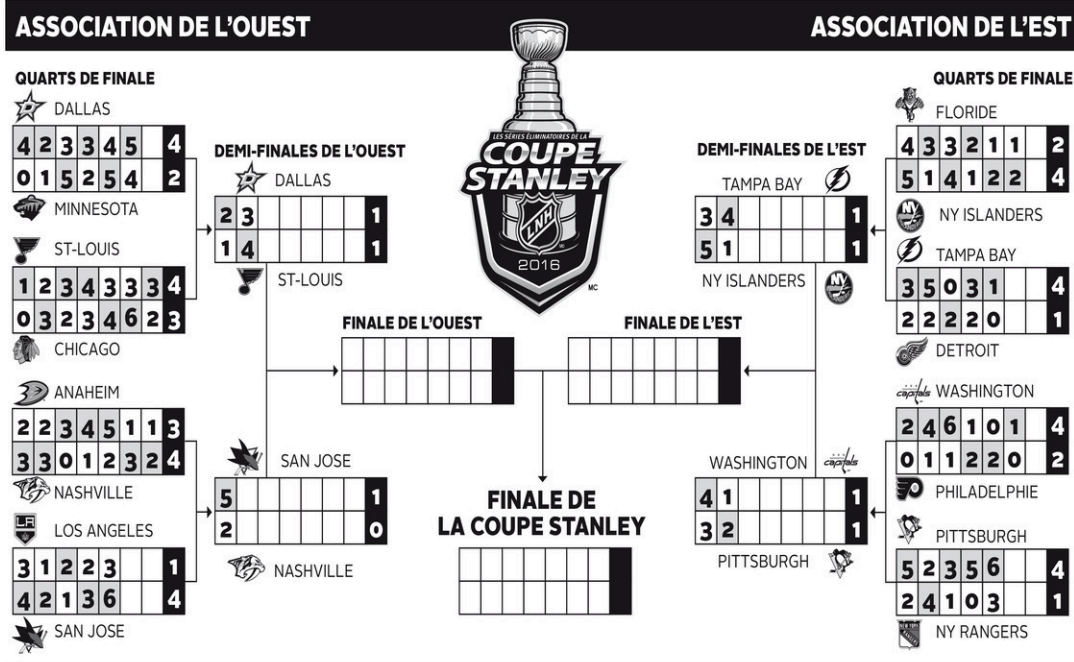 ASSOCIATION DE L'OUEST
ASSOCIATION DE L'EST
QUARTS DE FINALE
DALLAS
4 2 3 3 4 5 4
0 1 5 2 5 4 2
MINNESOTA
ST-LOUIS
1 2 3 4 3 3 3 4
0 3 2 3 4 6 2 3
CHICAGO
ANAHEIM
2 2 3 4 5 1 1 3
3 3 0 1 2 3 2 4
NASHVILLE
LA
LOS ANGELES
3 1 2 2 3 1
4 2 1 3 6 4
SAN JOSE
DEMI-FINALES DE L'OUEST
DALLAS
2 3 1
1 4 1
ST-LOUIS
SAN JOSE
5 1
2 0
NASHVILLE
LES SÉRIES ÉLIMINATOIRES DE LA
COUPE
STANLEY
LNH
2016
MC
FINALE DE L'OUEST
FINALE DE L'EST
FINALE DE
LA COUPE STANLEY
DEMI-FINALES DE L'EST
TAMPA BAY
3 4 1
5 1 1
NY ISLANDERS
NY
WASHINGTON
capitals
4 1 1
3 2 1
PITTSBURGH
QUARTS DE FINALE
FLORIDE
4 3 3 2 1 1 2
5 1 4 1 2 2 4
NY
NY ISLANDERS
TAMPA BAY
3 5 0 3 1 4
2 2 2 2 0 1
DETROIT
capitals
WASHINGTON
2 4 6 1 0 1 4
0 1 1 2 2 0 2
PHILADELPHIE
PITTSBURGH
5 2 3 5 6 4
2 4 1 0 3 1
NEW YORK
NY RANGERS